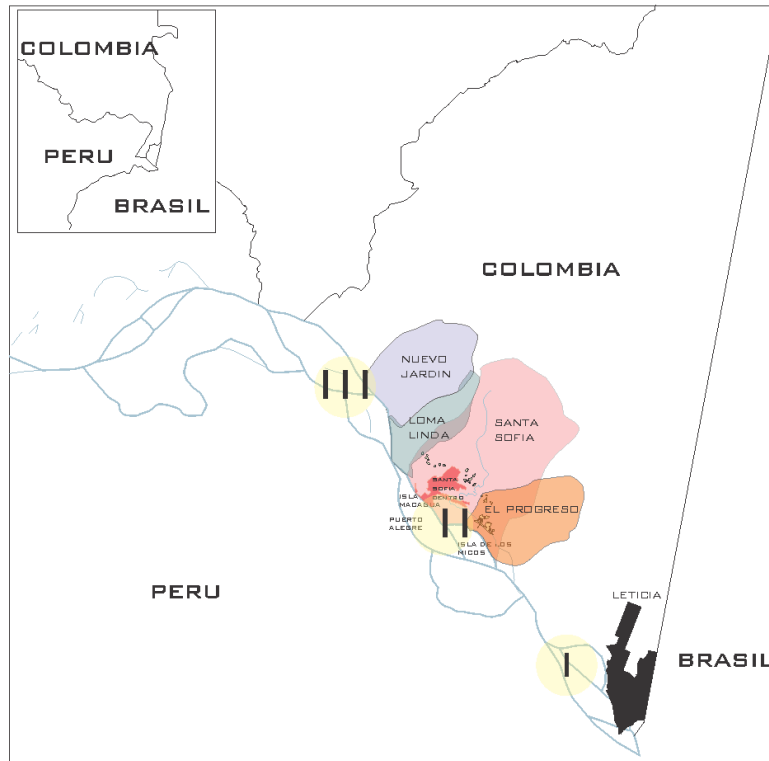 COLOMBIA
PERU
BRASIL
COLOMBIA
NUEVO
JARDIN
III
LOMA
LINDA
SANTA
SOFIA
SANTA
SOFIA
CENTRO
ISLA
MACAGUA
EL PROGRESO
PUERTO
ALEGRE
II
ISLA DE LOS
MICOS
PERU
LETICIA
I
BRASIL